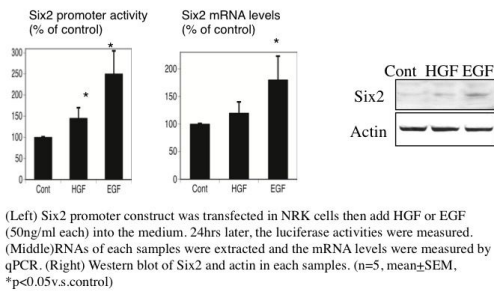 Six2 promoter activity
(% of control)
Six2 mRNA levels
(% of control)
300
250
200
150
100
50
0
*
*
Cont HGF EGF
200
150
100
50
0
*
Cont HGF EGF
Cont HGF EGF
Six2
Actin
(Left) Six2 promoter construct was transfected in NRK cells then add HGF or EGF
(50ng/ml each) into the medium. 24hrs later, the luciferase activities were measured.
(Middle)RNAs of each samples were extracted and the mRNA levels were measured by
qPCR. (Right) Western blot of Six2 and actin in each samples. (n=5, mean±SEM,
*p<0.05v.s.control)